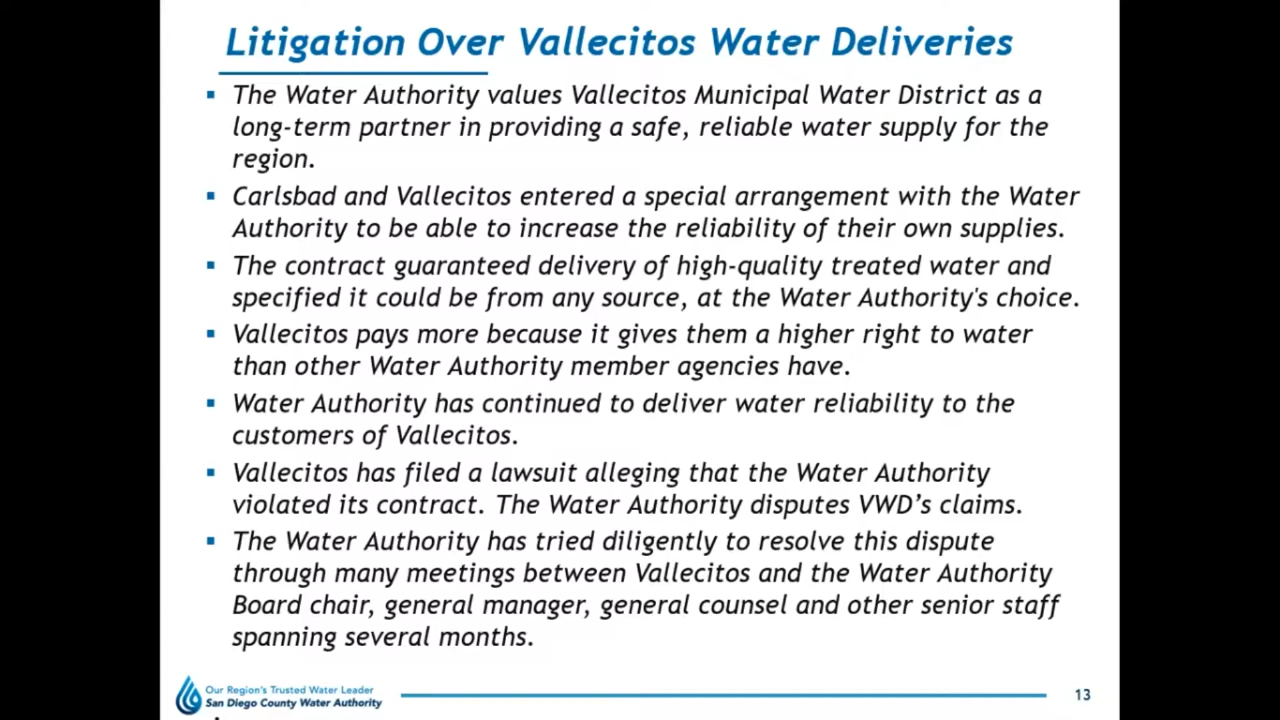 Litigation Over Vallecitos Water Deliveries
▪ The Water Authority values Vallecitos Municipal Water District as a
long-term partner in providing a safe, reliable water supply for the
region.
▪ Carlsbad and Vallecitos entered a special arrangement with the Water
Authority to be able to increase the reliability of their own supplies.
▪ The contract guaranteed delivery of high-quality treated water and
specified it could be from any source, at the Water Authority's choice.
▪ Vallecitos pays more because it gives them a higher right to water
than other Water Authority member agencies have.
▪ Water Authority has continued to deliver water reliability to the
customers of Vallecitos.
▪ Vallecitos has filed a lawsuit alleging that the Water Authority
violated its contract. The Water Authority disputes VWD’s claims.
▪ The Water Authority has tried diligently to resolve this dispute
through many meetings between Vallecitos and the Water Authority
Board chair, general manager, general counsel and other senior staff
spanning several months.
Our Region's Trusted Water Leader
San Diego County Water Authority
13